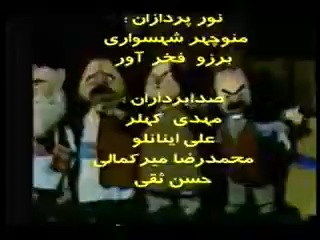 نور پردازان :
منوچهر شهسواری
برزو فخر آور
صدابرداران :
مهدی کهلر
علی اینانلو
محمدرضا میرکمالی
حسن ثقی